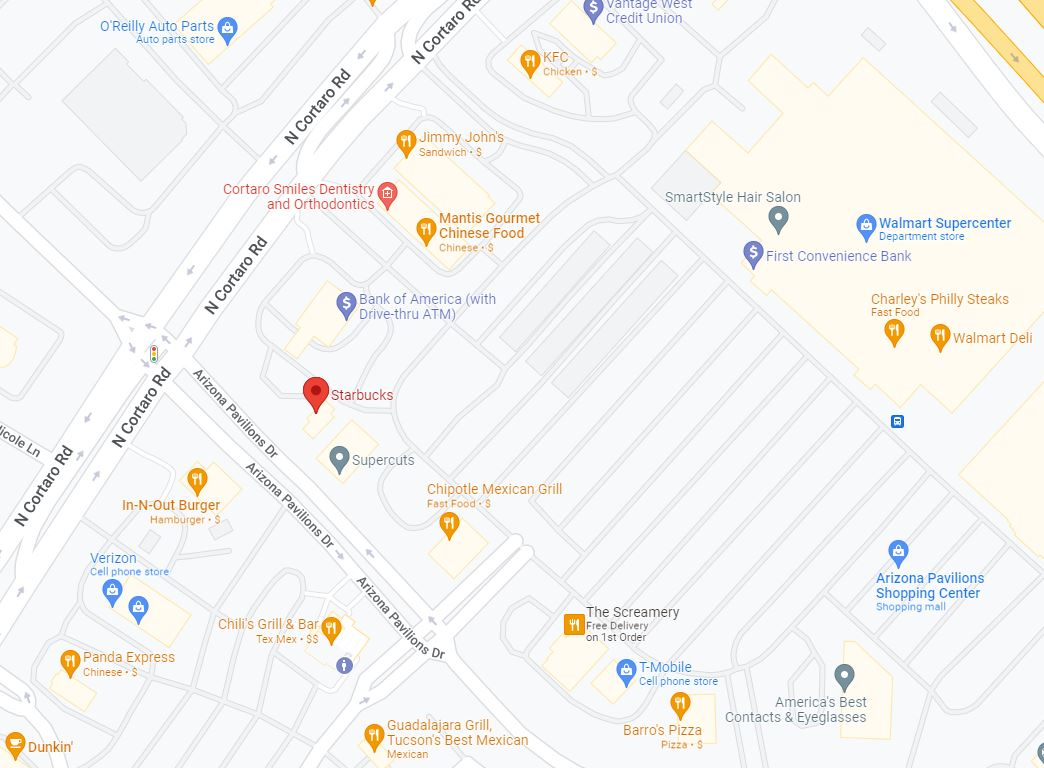 Vantage West
Credit Union
O'Reilly Auto Parts
Auto parts store
N Cortaro Rd
KFC
Chicken • $
N Cortaro Rd
Jimmy John's
Sandwich • $
Cortaro Smiles Dentistry
and Orthodontics
SmartStyle Hair Salon
Mantis Gourmet
Chinese Food
Chinese • $
Walmart Supercenter
Department store
First Convenience Bank
N Cortaro Rd
Bank of America (with
Drive-thru ATM)
Charley's Philly Steaks
Fast Food
Walmart Deli
Starbucks
N Cortaro Rd
Arizona Pavilions Dr
Nicole Ln
Supercuts
N Cortaro Rd
In-N-Out Burger
Hamburger • $
Arizona Pavilions Dr
Chipotle Mexican Grill
Fast Food • $
Verizon
Cell phone store
Arizona Pavilions
Shopping Center
Shopping mall
Arizona Pavilions Dr
Chili's Grill & Bar
Tex Mex • $$
The Screamery
Free Delivery
on 1st Order
Panda Express
Chinese • $
T-Mobile
Cell phone store
America's Best
Contacts & Eyeglasses
Barro's Pizza
Pizza • $
Guadalajara Grill,
Tucson's Best Mexican
Mexican
Dunkin'